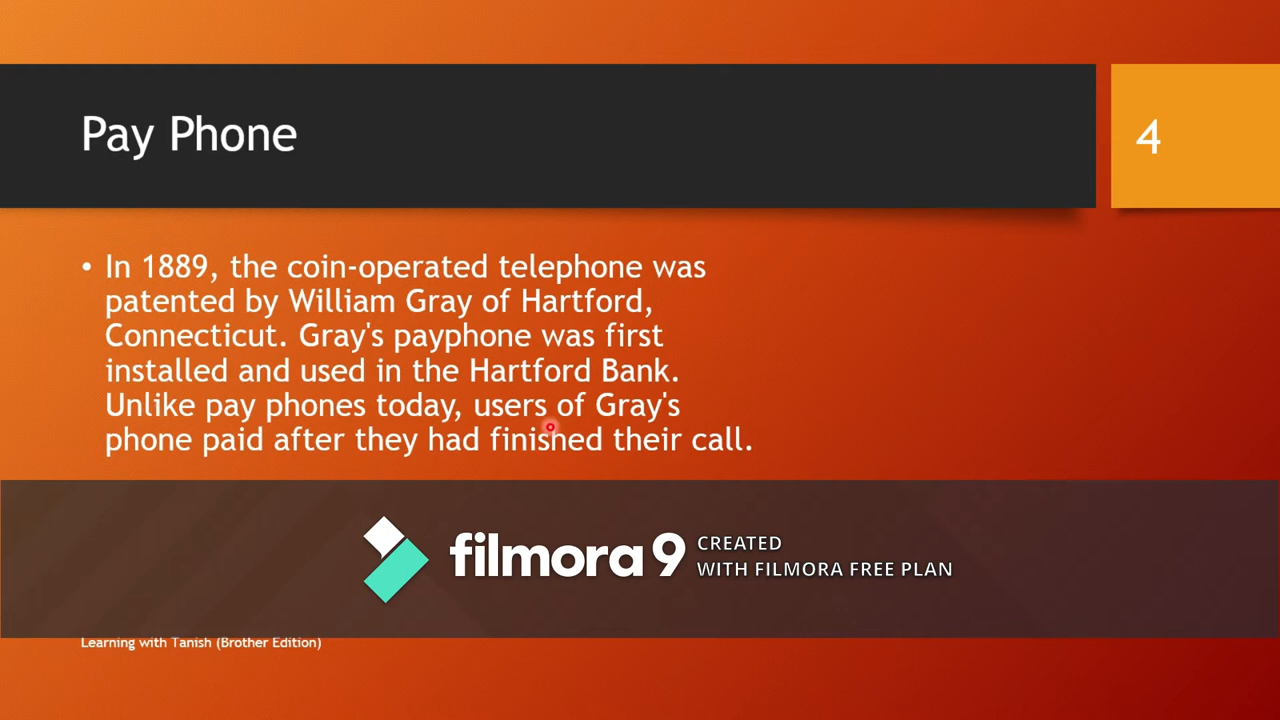 Pay Phone
4
• In 1889, the coin-operated telephone was
patented by William Gray of Hartford,
Connecticut. Gray's payphone was first
installed and used in the Hartford Bank.
Unlike pay phones today, users of Gray's
phone paid after they had finished their call.
filmora 9
CREATED
WITH FILMORA FREE PLAN
Learning with Tanish (Brother Edition)